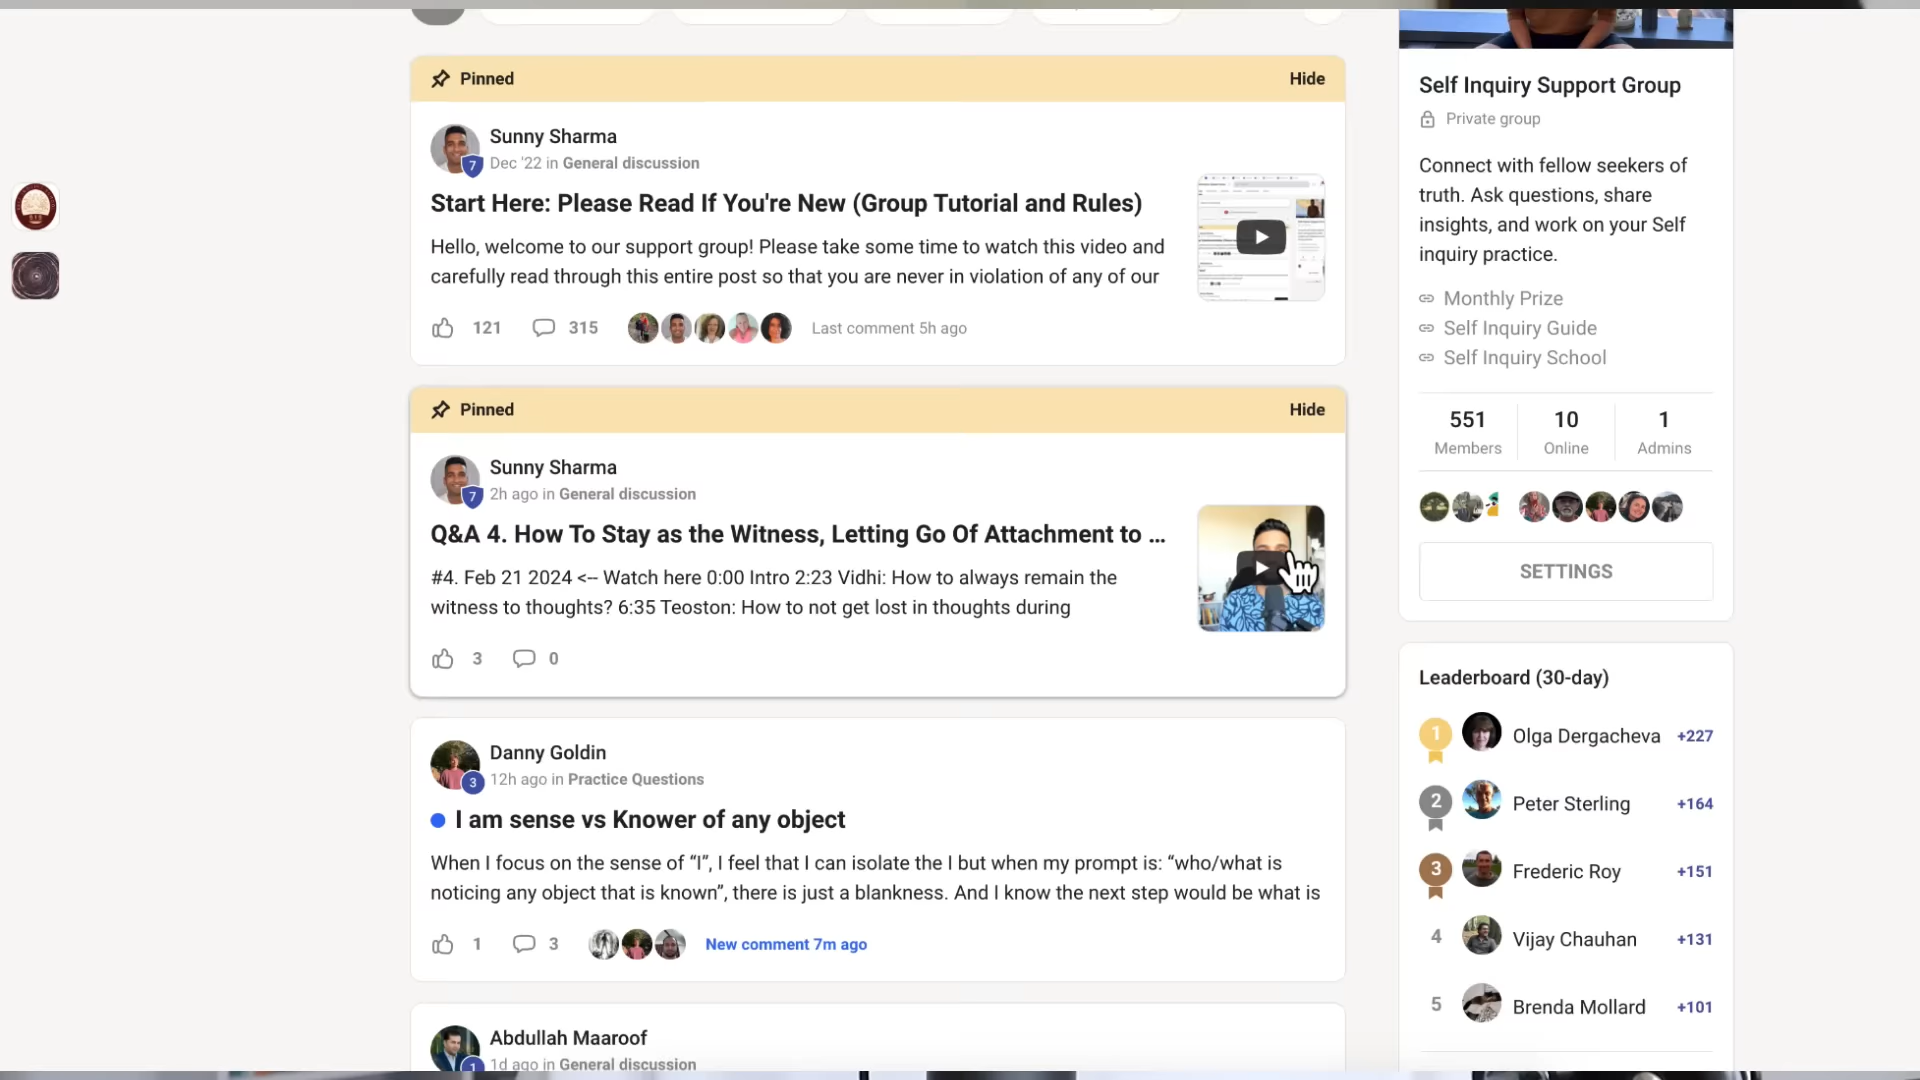 Pinned
Hide
Sunny Sharma
7
Dec '22 in General discussion
Start Here: Please Read If You're New (Group Tutorial and Rules)
Hello, welcome to our support group! Please take some time to watch this video and
carefully read through this entire post so that you are never in violation of any of our
121
315
Last comment 5h ago
Pinned
Hide
Sunny Sharma
7
2h ago in General discussion
Q&A 4. How To Stay as the Witness, Letting Go Of Attachment to ...
#4. Feb 21 2024 <-- Watch here 0:00 Intro 2:23 Vidhi: How to always remain the
witness to thoughts? 6:35 Teoston: How to not get lost in thoughts during
3
0
Danny Goldin
3
12h ago in Practice Questions
I am sense vs Knower of any object
When I focus on the sense of “I”, I feel that I can isolate the I but when my prompt is: “who/what is
noticing any object that is known”, there is just a blankness. And I know the next step would be what is
1
3
New comment 7m ago
Abdullah Maaroof
1
1d ago in General discussion
Self Inquiry Support Group
Private group
Connect with fellow seekers of
truth. Ask questions, share
insights, and work on your Self
inquiry practice.
Monthly Prize
Self Inquiry Guide
Self Inquiry School
551
10
1
Members
Online
Admins
SETTINGS
Leaderboard (30-day)
1
Olga Dergacheva
+227
2
Peter Sterling
+164
3
Frederic Roy
+151
4
Vijay Chauhan
+131
5
Brenda Mollard
+101